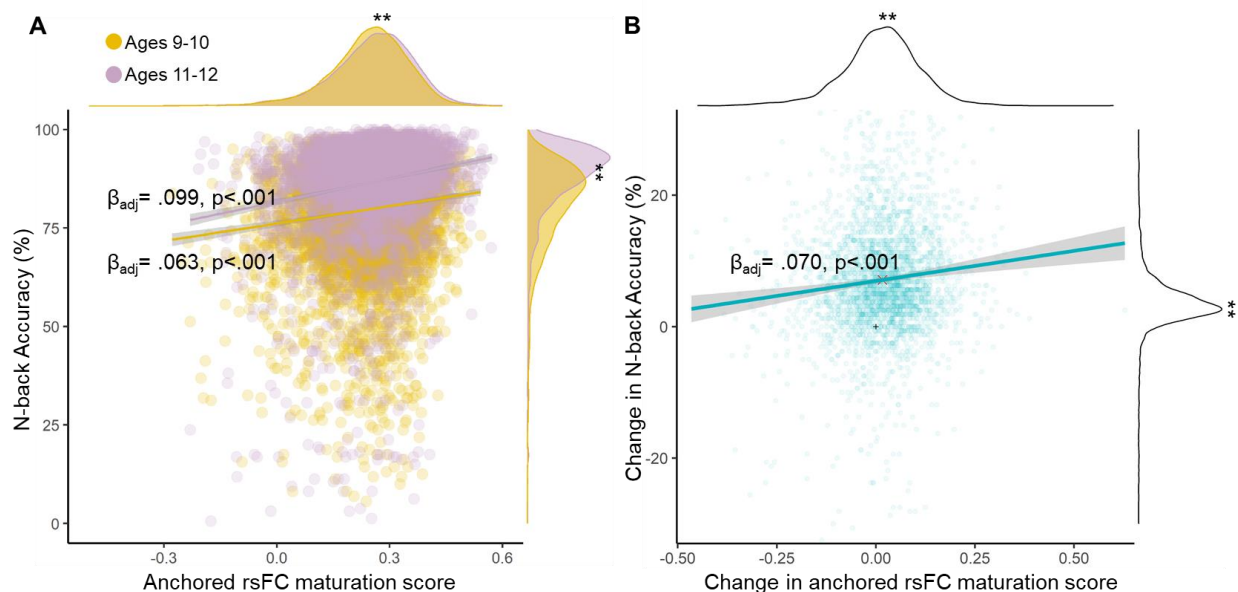 A
**
Ages 9-10
Ages 11-12
100
75
50
25
0
N-back Accuracy (%)
βadj= .099, p<.001
βadj= .063, p<.001
**
-0.3
0.0
0.3
0.6
Anchored rsFC maturation score
B
**
20
0
-20
Change in N-back Accuracy (%)
βadj= .070, p<.001
**
-0.50
-0.25
0.00
0.25
0.50
Change in anchored rsFC maturation score